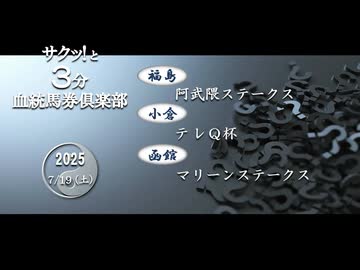 サクッ!と
3分
血統馬券倶楽部
2025
7/19(土)
福島
阿武隈ステークス
小倉
テレQ杯
函館
マリーンステークス